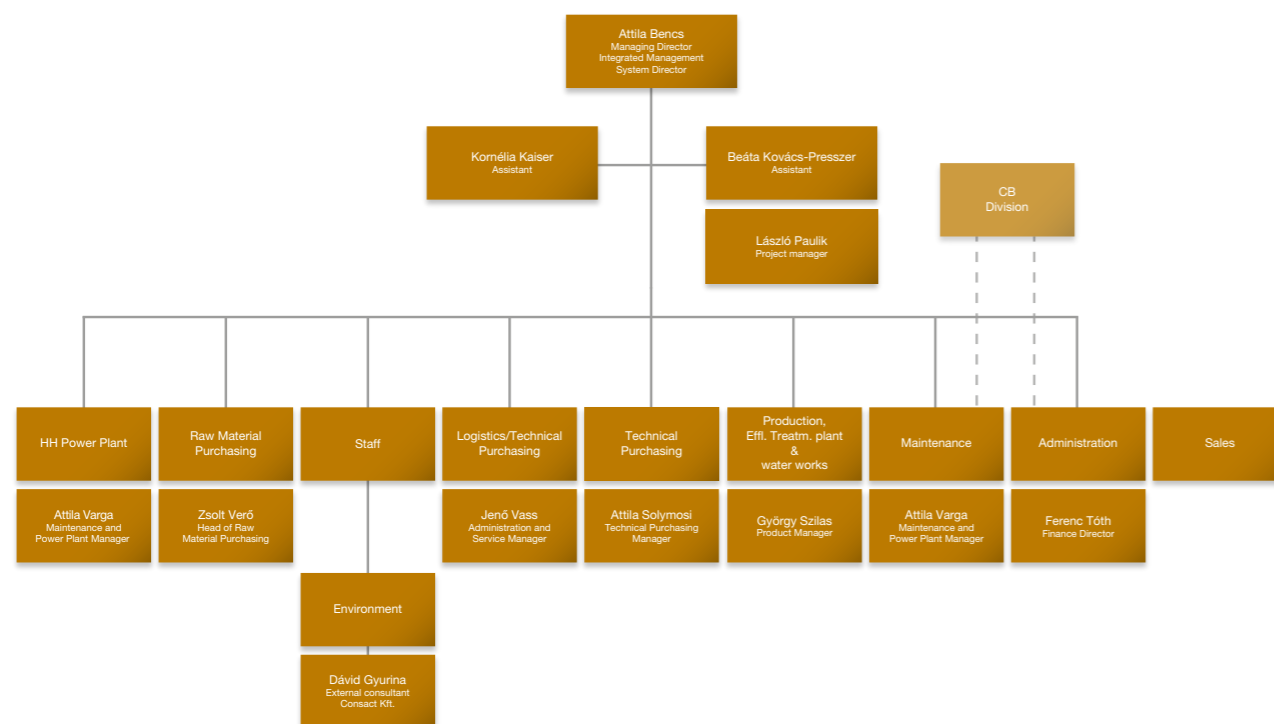 Attila Bencs
Managing Director
Integrated Management
System Director
Kornélia Kaiser
Assistant
Beáta Kovács-Presszer
Assistant
CB
Division
László Paulik
Project manager
HH Power Plant
Raw Material
Purchasing
Staff
Logistics/Technical
Purchasing
Technical
Purchasing
Production,
Effl. Treatm. plant
&
water works
Maintenance
Administration
Sales
Attila Varga
Maintenance and
Power Plant Manager
Zsolt Verő
Head of Raw
Material Purchasing
Jenő Vass
Administration and
Service Manager
Attila Solymosi
Technical Purchasing
Manager
György Szilas
Product Manager
Attila Varga
Maintenance and
Power Plant Manager
Ferenc Tóth
Finance Director
Environment
Dávid Gyurina
External consultant
Consact Kft.